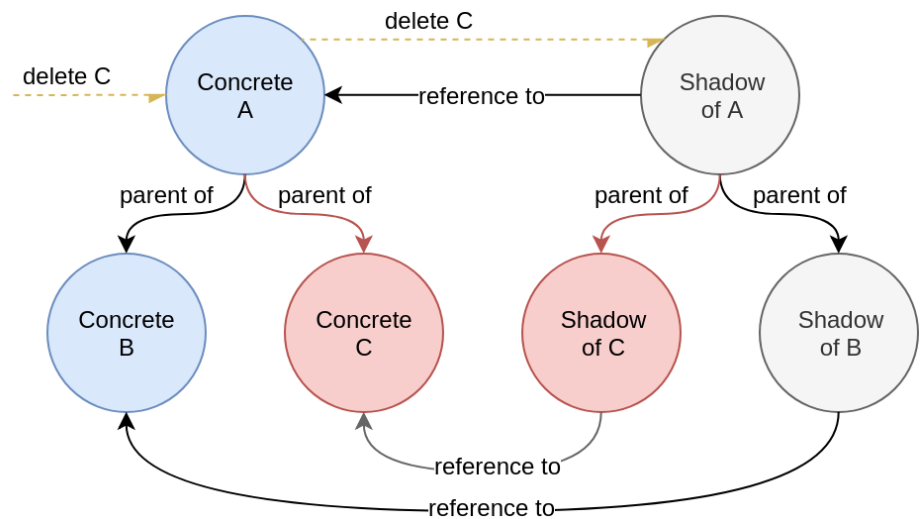 delete C
delete C
Concrete
A
reference to
Shadow
of A
parent of
parent of
parent of
parent of
Concrete
B
Concrete
C
Shadow
of C
Shadow
of B
reference to
reference to